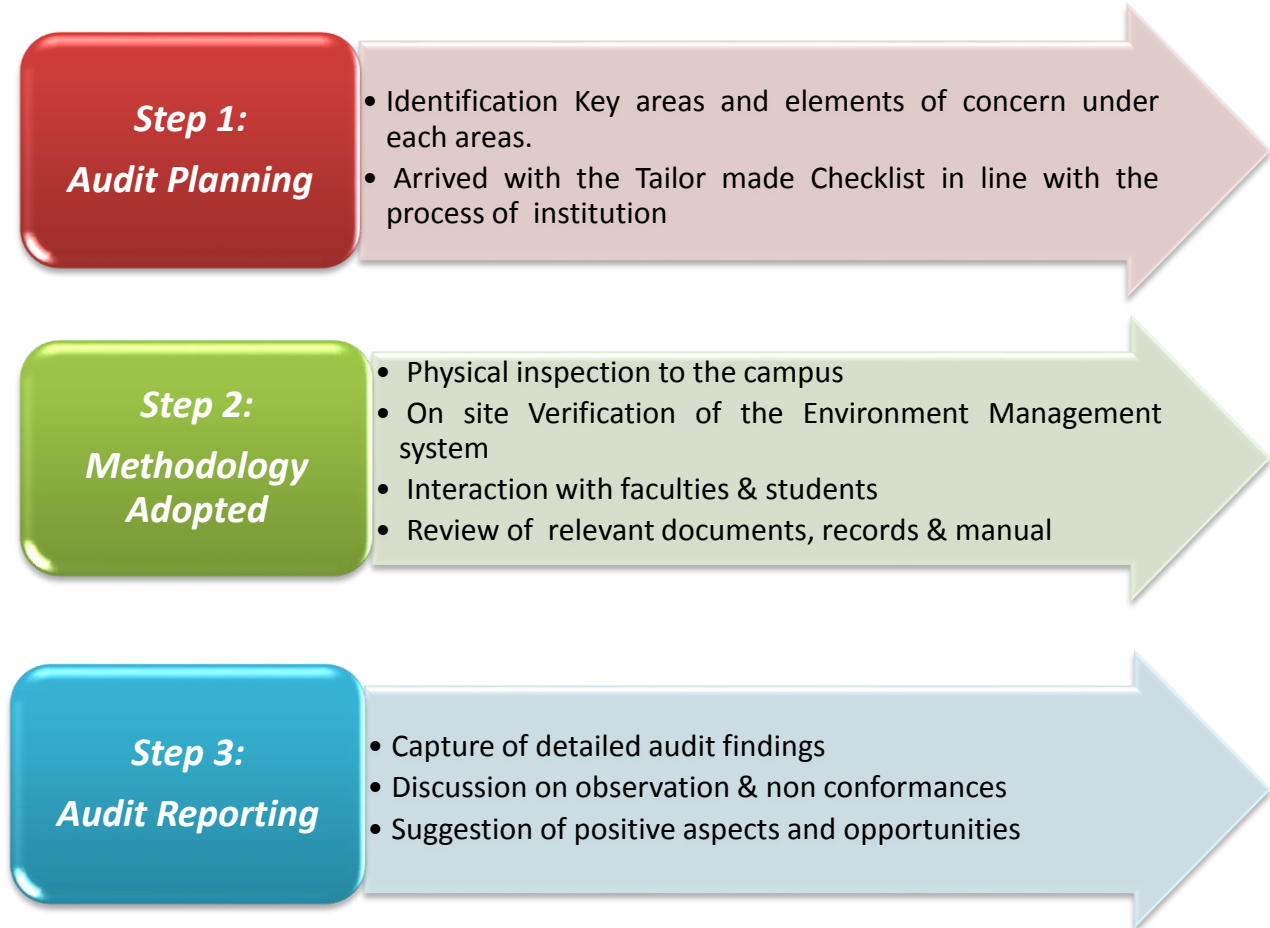 Step 1:
Audit Planning
• Identification Key areas and elements of concern under
each areas.
• Arrived with the Tailor made Checklist in line with the
process of institution
Step 2:
Methodology
Adopted
• Physical inspection to the campus
• On site Verification of the Environment Management
system
• Interaction with faculties & students
• Review of relevant documents, records & manual
Step 3:
Audit Reporting
• Capture of detailed audit findings
• Discussion on observation & non conformances
• Suggestion of positive aspects and opportunities